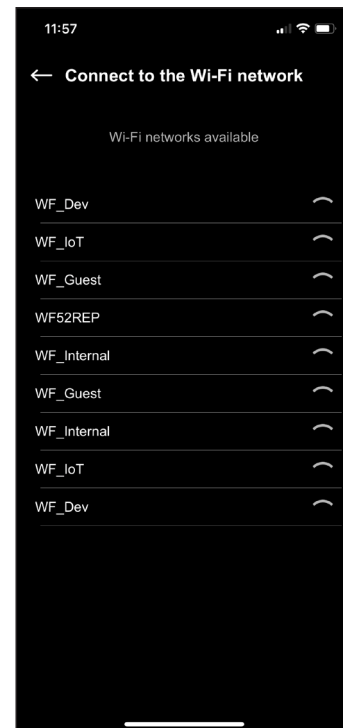 11:57
← Connect to the Wi-Fi network
Wi-Fi networks available
WF_Dev
WF_IoT
WF_Guest
WF52REP
WF_Internal
WF_Guest
WF_Internal
WF_IoT
WF_Dev